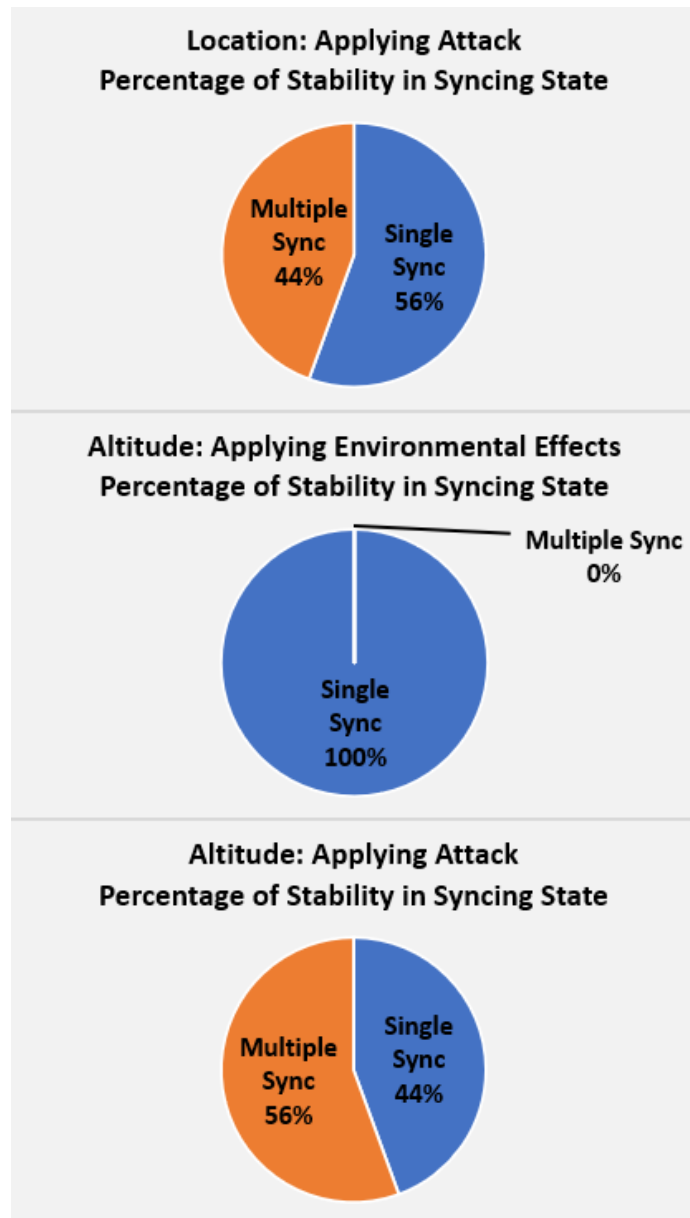 Location: Applying Attack
Percentage of Stability in Syncing State
Multiple
Sync
44%
Single
Sync
56%
Altitude: Applying Environmental Effects
Percentage of Stability in Syncing State
Multiple Sync
0%
Single
Sync
100%
Altitude: Applying Attack
Percentage of Stability in Syncing State
Multiple
Sync
56%
Single
Sync
44%